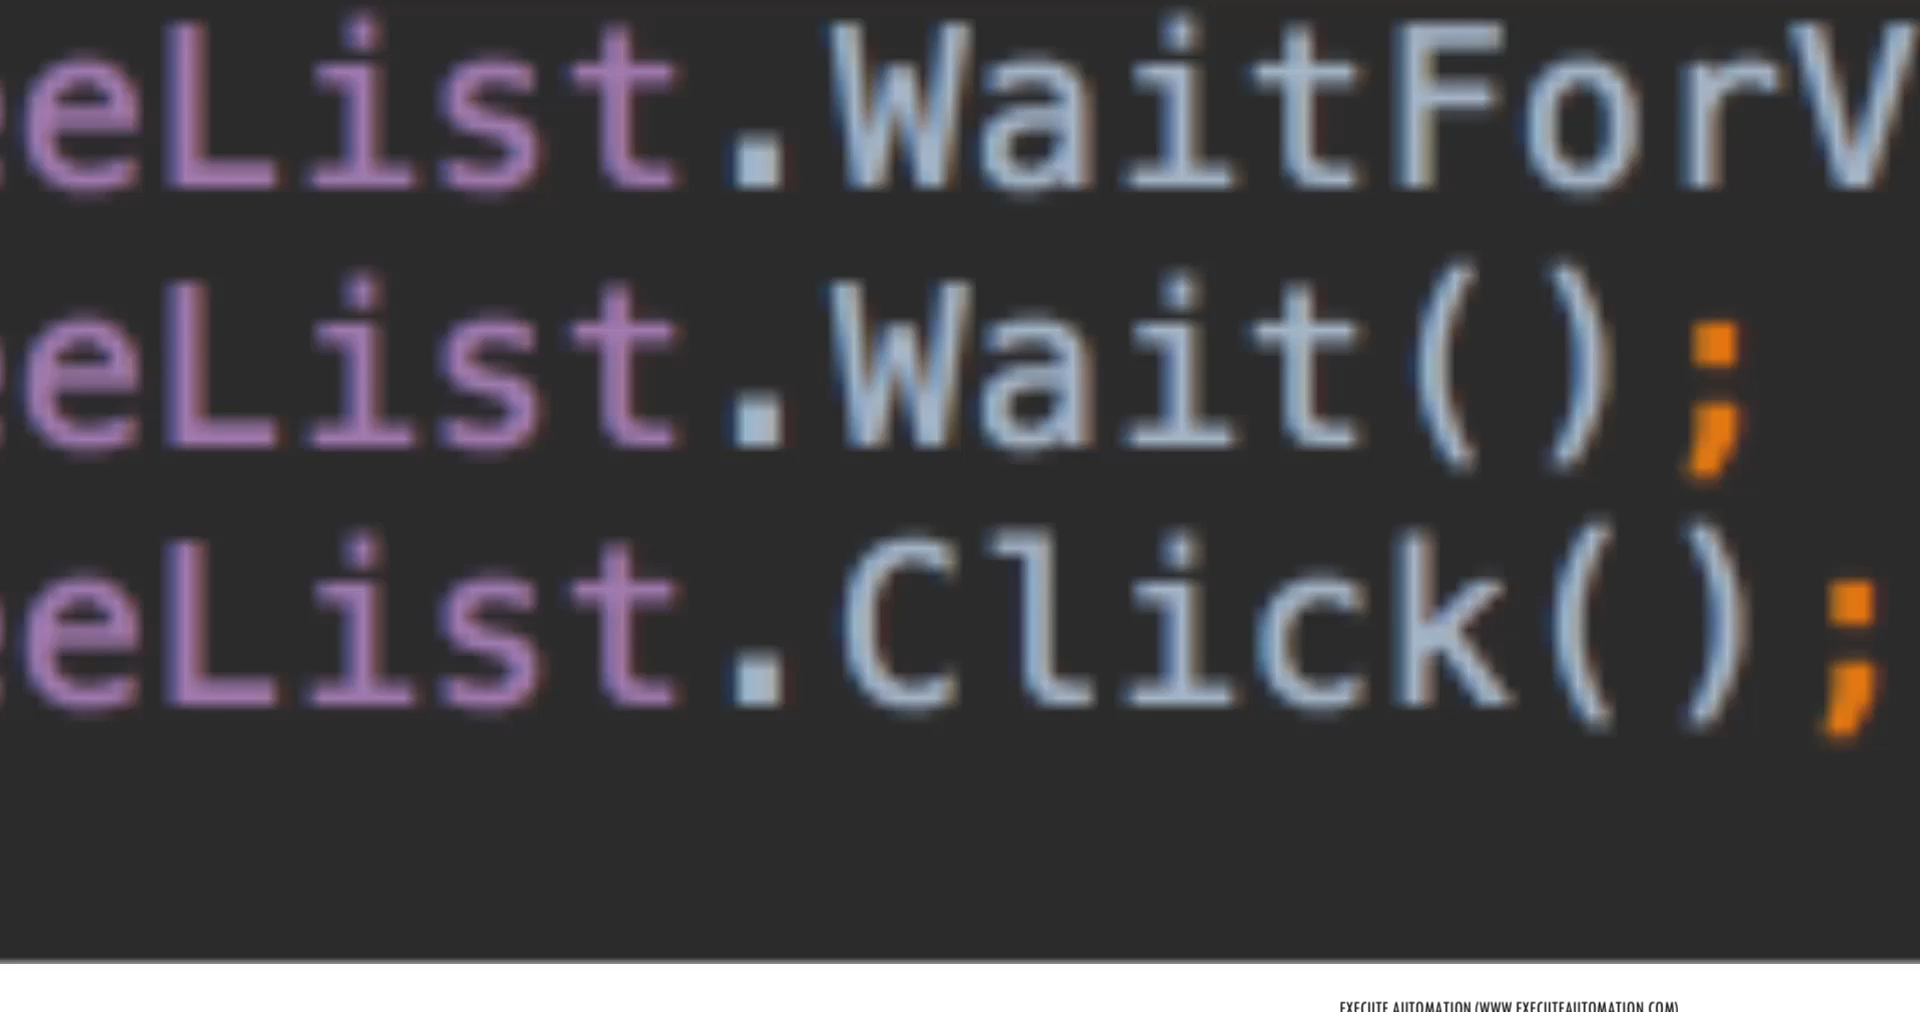 eList.WaitForV
eList.Wait();
eList.Click();
EXECUTE AUTOMATION (WWW.EXECUTEAUTOMATION.COM)